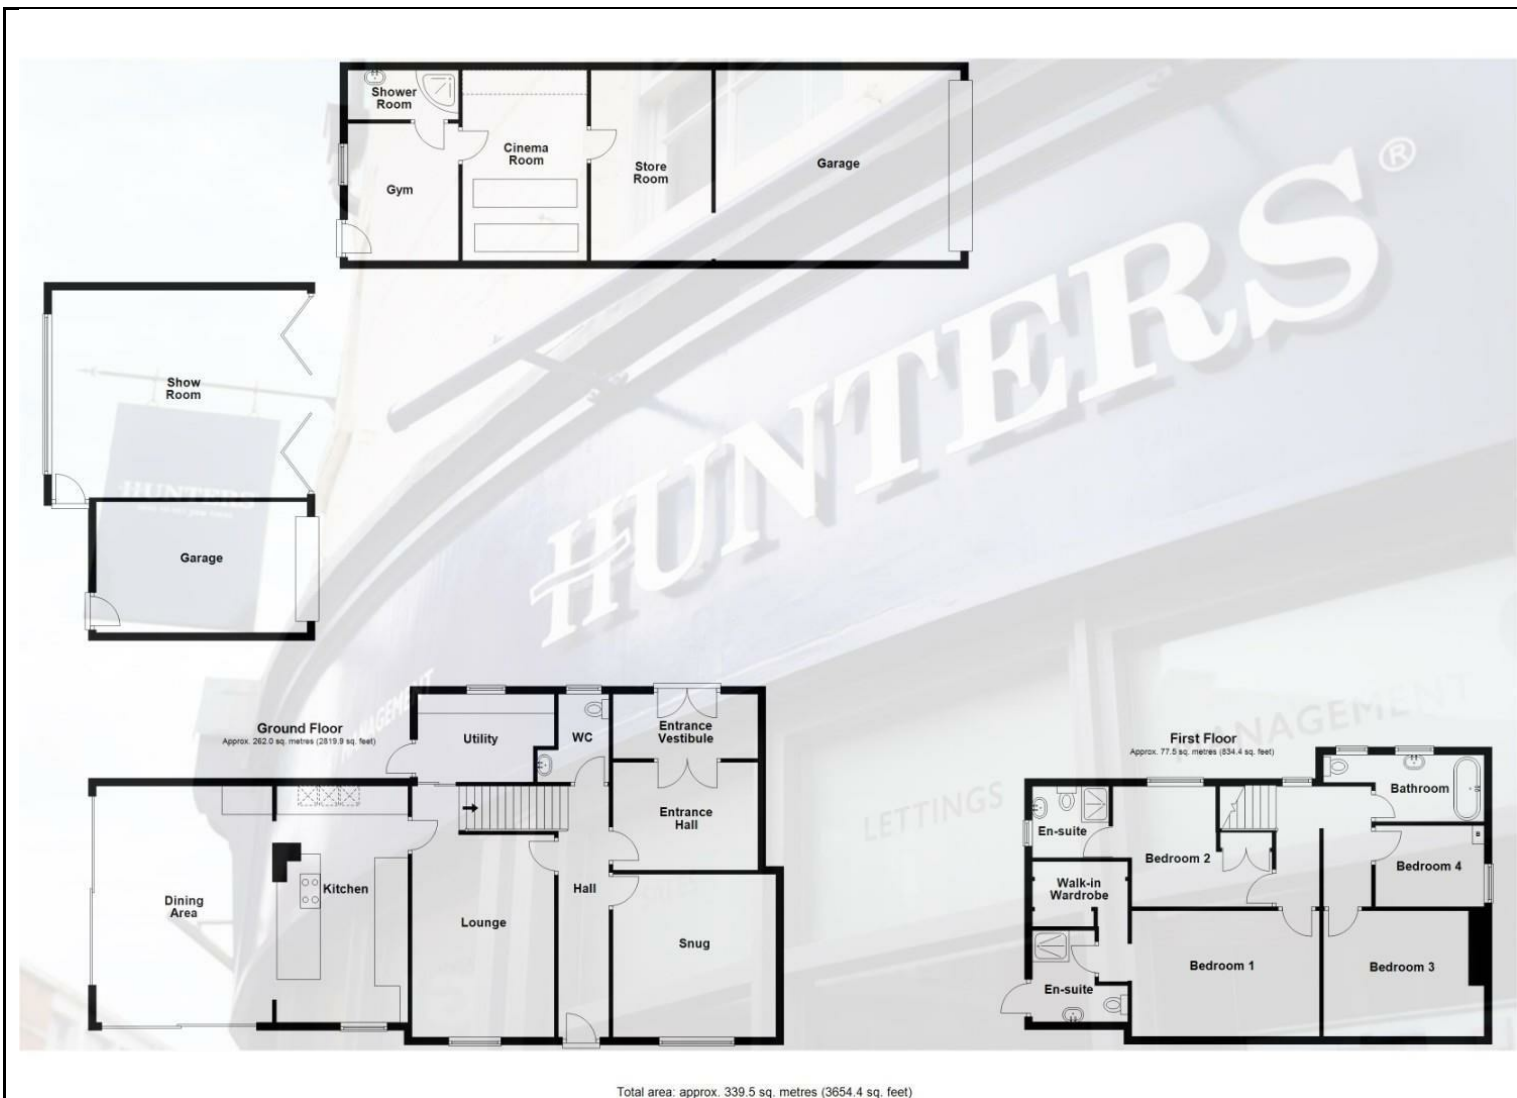 Shower
Room
Cinema
Room
Store
Room
Garage
Gym
®
HUNTERS
Show
Room
HUNTERS
Garage
MANAGEMENT
Ground Floor
Approx. 262.0 sq. metres (2819.9 sq. feet)
Utility
WC
Entrance
Vestibule
Entrance
Hall
Kitchen
Dining
Area
Lounge
Hall
Snug
LETTINGS
MANAGEMENT
First Floor
Approx. 77.5 sq. metres (834.4 sq. feet)
Bathroom
En-suite
Bedroom 2
Bedroom 4
Walk-in
Wardrobe
Bedroom 1
Bedroom 3
En-suite
Total area: approx. 339.5 sq. metres (3654.4 sq. feet)